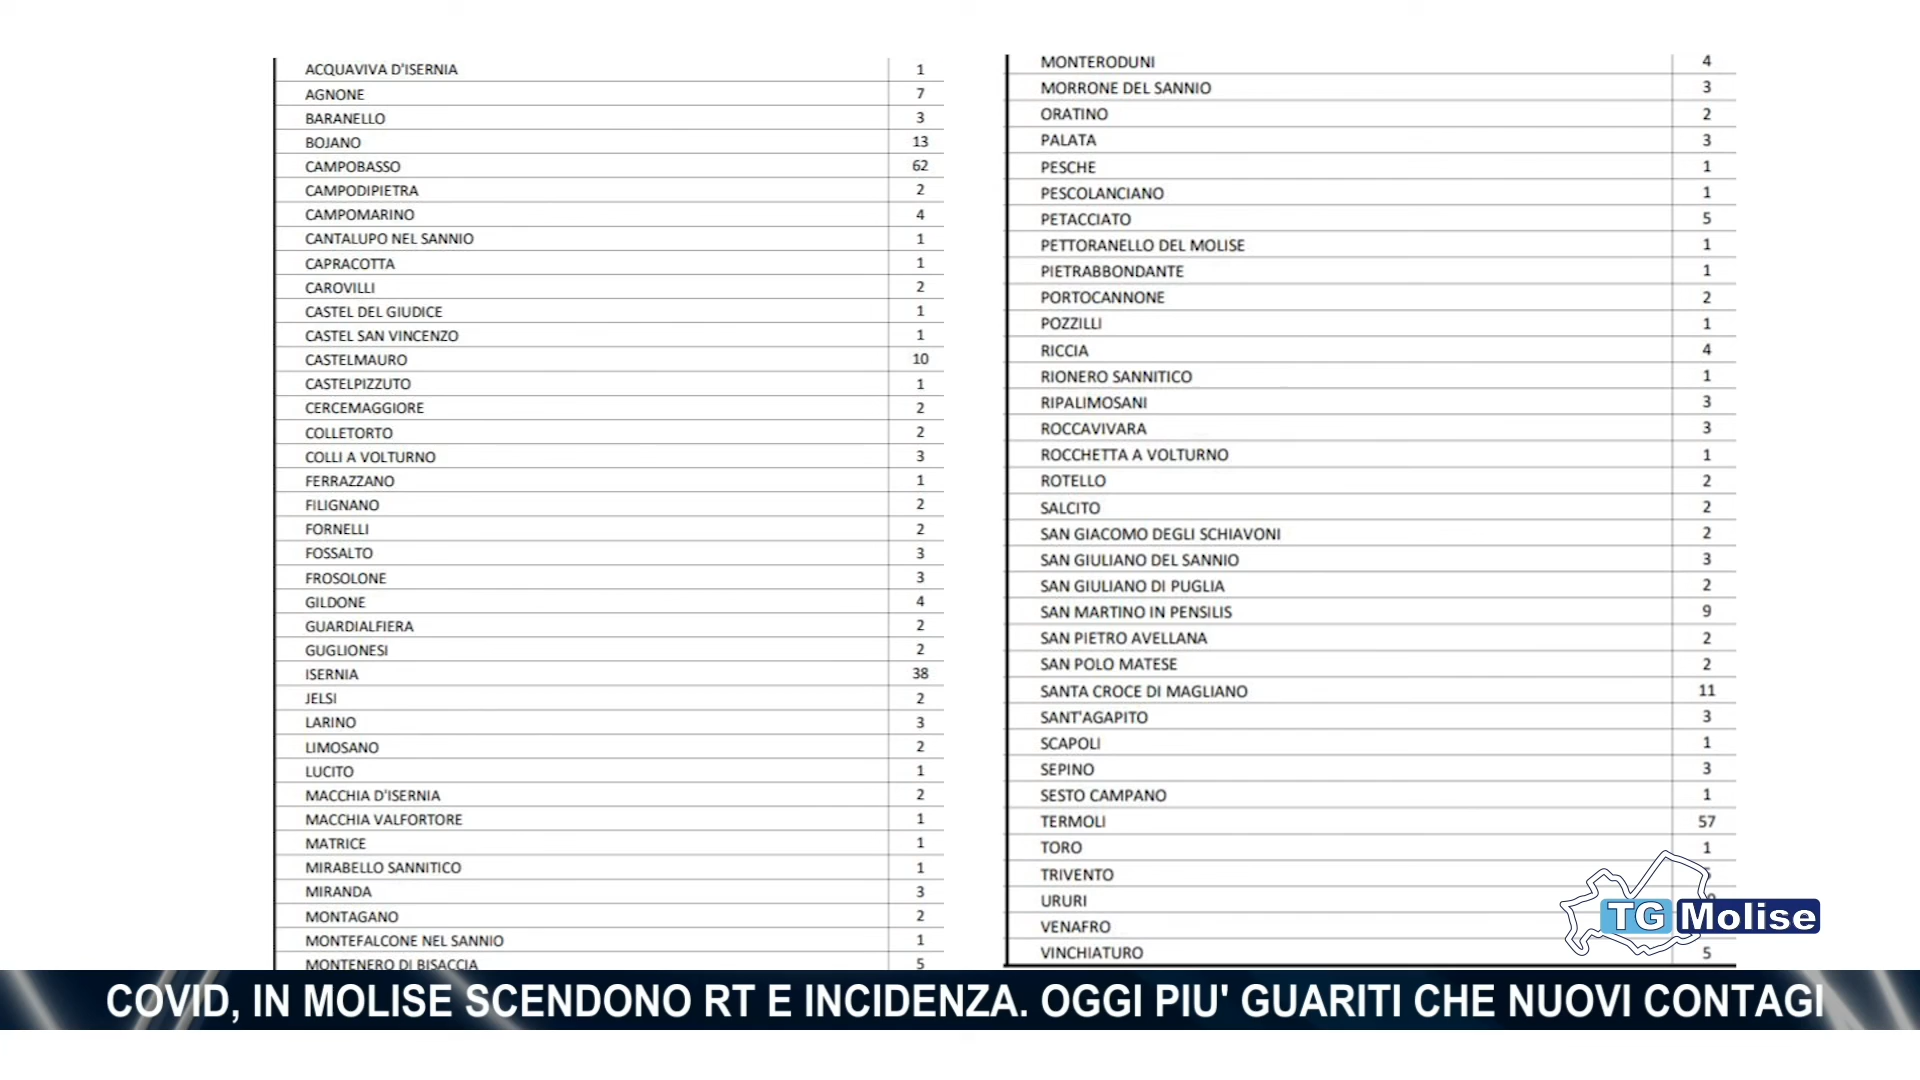 ACQUAVIVA D'ISERNIA 1
AGNONE 7
BARANELLO 3
BOJANO 13
CAMPOBASSO 62
CAMPODIPIETRA 2
CAMPOMARINO 4
CANTALUPO NEL SANNIO 1
CAPRACOTTA 1
CAROVILLI 2
CASTEL DEL GIUDICE 1
CASTEL SAN VINCENZO 1
CASTELMAURO 10
CASTELPIZZUTO 1
CERCEMAGGIORE 2
COLLETORTO 2
COLLI A VOLTURNO 3
FERRAZZANO 1
FILIGNANO 2
FORNELLI 2
FOSSALTO 3
FROSOLONE 3
GILDONE 4
GUARDIALFIERA 2
GUGLIONESI 2
ISERNIA 38
JELSI 2
LARINO 3
LIMOSANO 2
LUCITO 1
MACCHIA D'ISERNIA 2
MACCHIA VALFORTORE 1
MATRICE 1
MIRABELLO SANNITICO 1
MIRANDA 3
MONTAGANO 2
MONTEFALCONE NEL SANNIO 1
MONTENERO DI BISACCIA 5
MONTERODUNI 4
MORRONE DEL SANNIO 3
ORATINO 2
PALATA 3
PESCHE 1
PESCOLANCIANO 1
PETACCIATO 5
PETTORANELLO DEL MOLISE 1
PIETRABBONDANTE 1
PORTOCANNONE 2
POZZILLI 1
RICCIA 4
RIONERO SANNITICO 1
RIPALIMOSANI 3
ROCCAVIVARA 3
ROCCHETTA A VOLTURNO 1
ROTELLO 2
SALCITO 2
SAN GIACOMO DEGLI SCHIAVONI 2
SAN GIULIANO DEL SANNIO 3
SAN GIULIANO DI PUGLIA 2
SAN MARTINO IN PENSILIS 9
SAN PIETRO AVELLANA 2
SAN POLO MATESE 2
SANTA CROCE DI MAGLIANO 11
SANT'AGAPITO 3
SCAPOLI 1
SEPINO 3
SESTO CAMPANO 1
TERMOLI 57
TORO 1
TRIVENTO
URURI
VENAFRO
VINCHIATURO 5
TG Molise
COVID, IN MOLISE SCENDONO RT E INCIDENZA. OGGI PIU' GUARITI CHE NUOVI CONTAGI